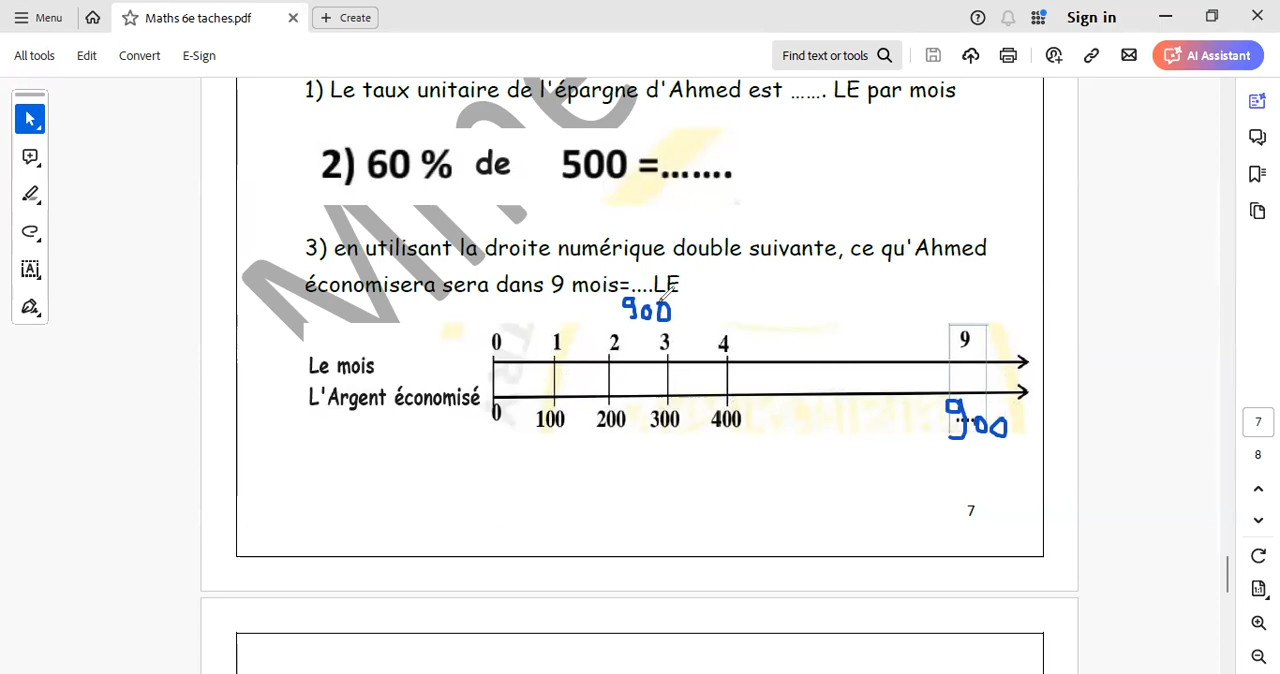 Menu
Maths 6e taches.pdf
Create
Sign in
All tools
Edit
Convert
E-Sign
Find text or tools
AI Assistant
1) Le taux unitaire de l'épargne d'Ahmed est ……. LE par mois
2) 60 % de 500 =…….
3) en utilisant la droite numérique double suivante, ce qu'Ahmed
économisera sera dans 9 mois=....LE
900
0 1 2 3 4 9
Le mois
L'Argent économisé
0 100 200 300 400 ....
900
7
7
8